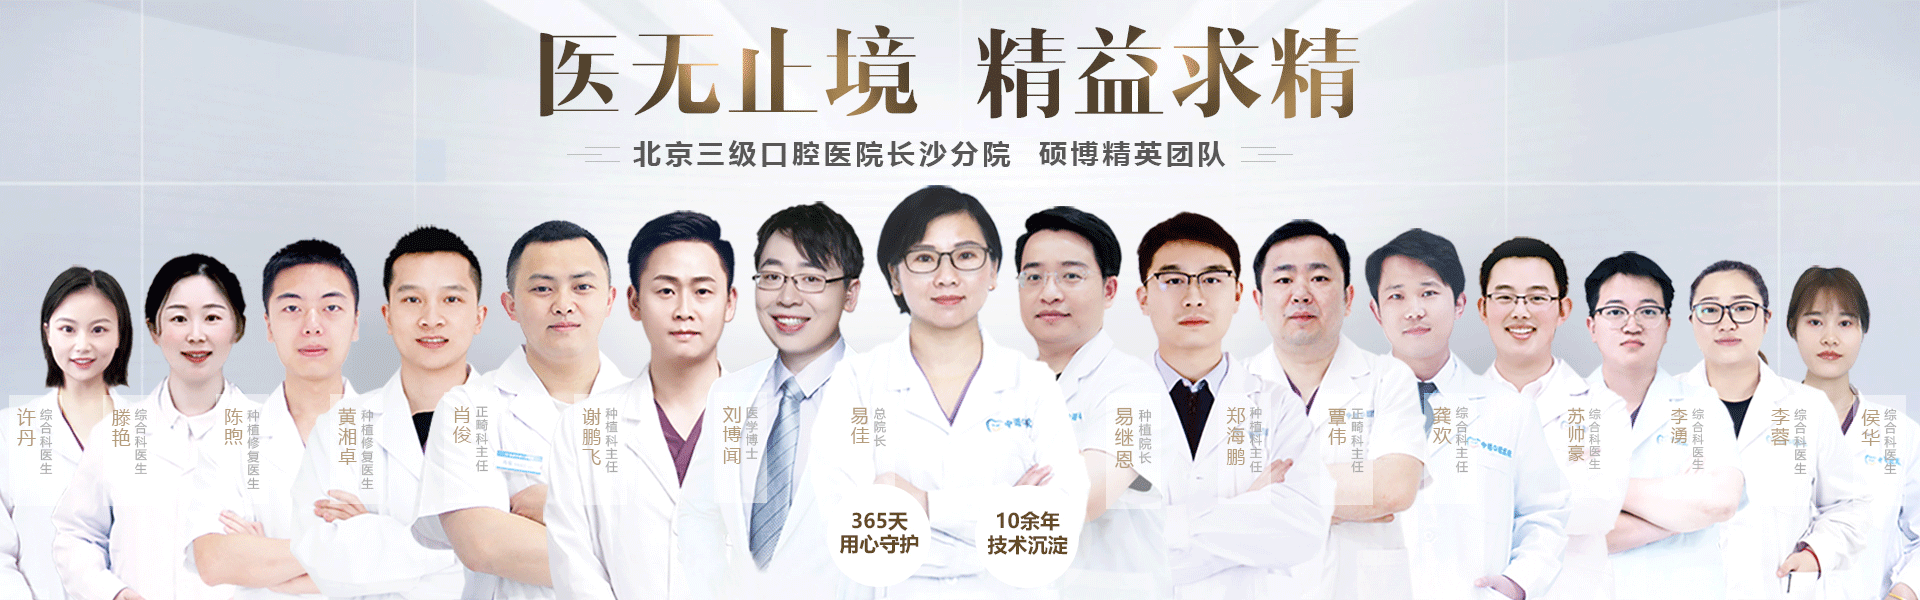 医无止境 精益求精
北京三级口腔医院长沙分院 硕博精英团队
许丹
综合科医生
滕艳
综合科医生
陈煦
种植修复医生
黄湘卓
种植修复医生
肖俊
正畸科主任
谢鹏飞
种植科主任
刘博闻
医学博士
易佳
总院长
易继恩
种植院长
郑海鹏
种植科主任
覃伟
正畸科主任
龚欢
综合科主任
苏帅豪
综合科医生
李湧
综合科医生
李蓉
综合科医生
侯华
综合科医生
365天
用心守护
10余年
技术沉淀